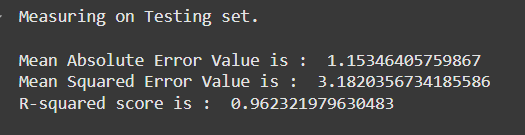 Measuring on Testing set.
Mean Absolute Error Value is :  1.15346405759867
Mean Squared Error Value is :  3.1820356734185586
R-squared score is :  0.962321979630483